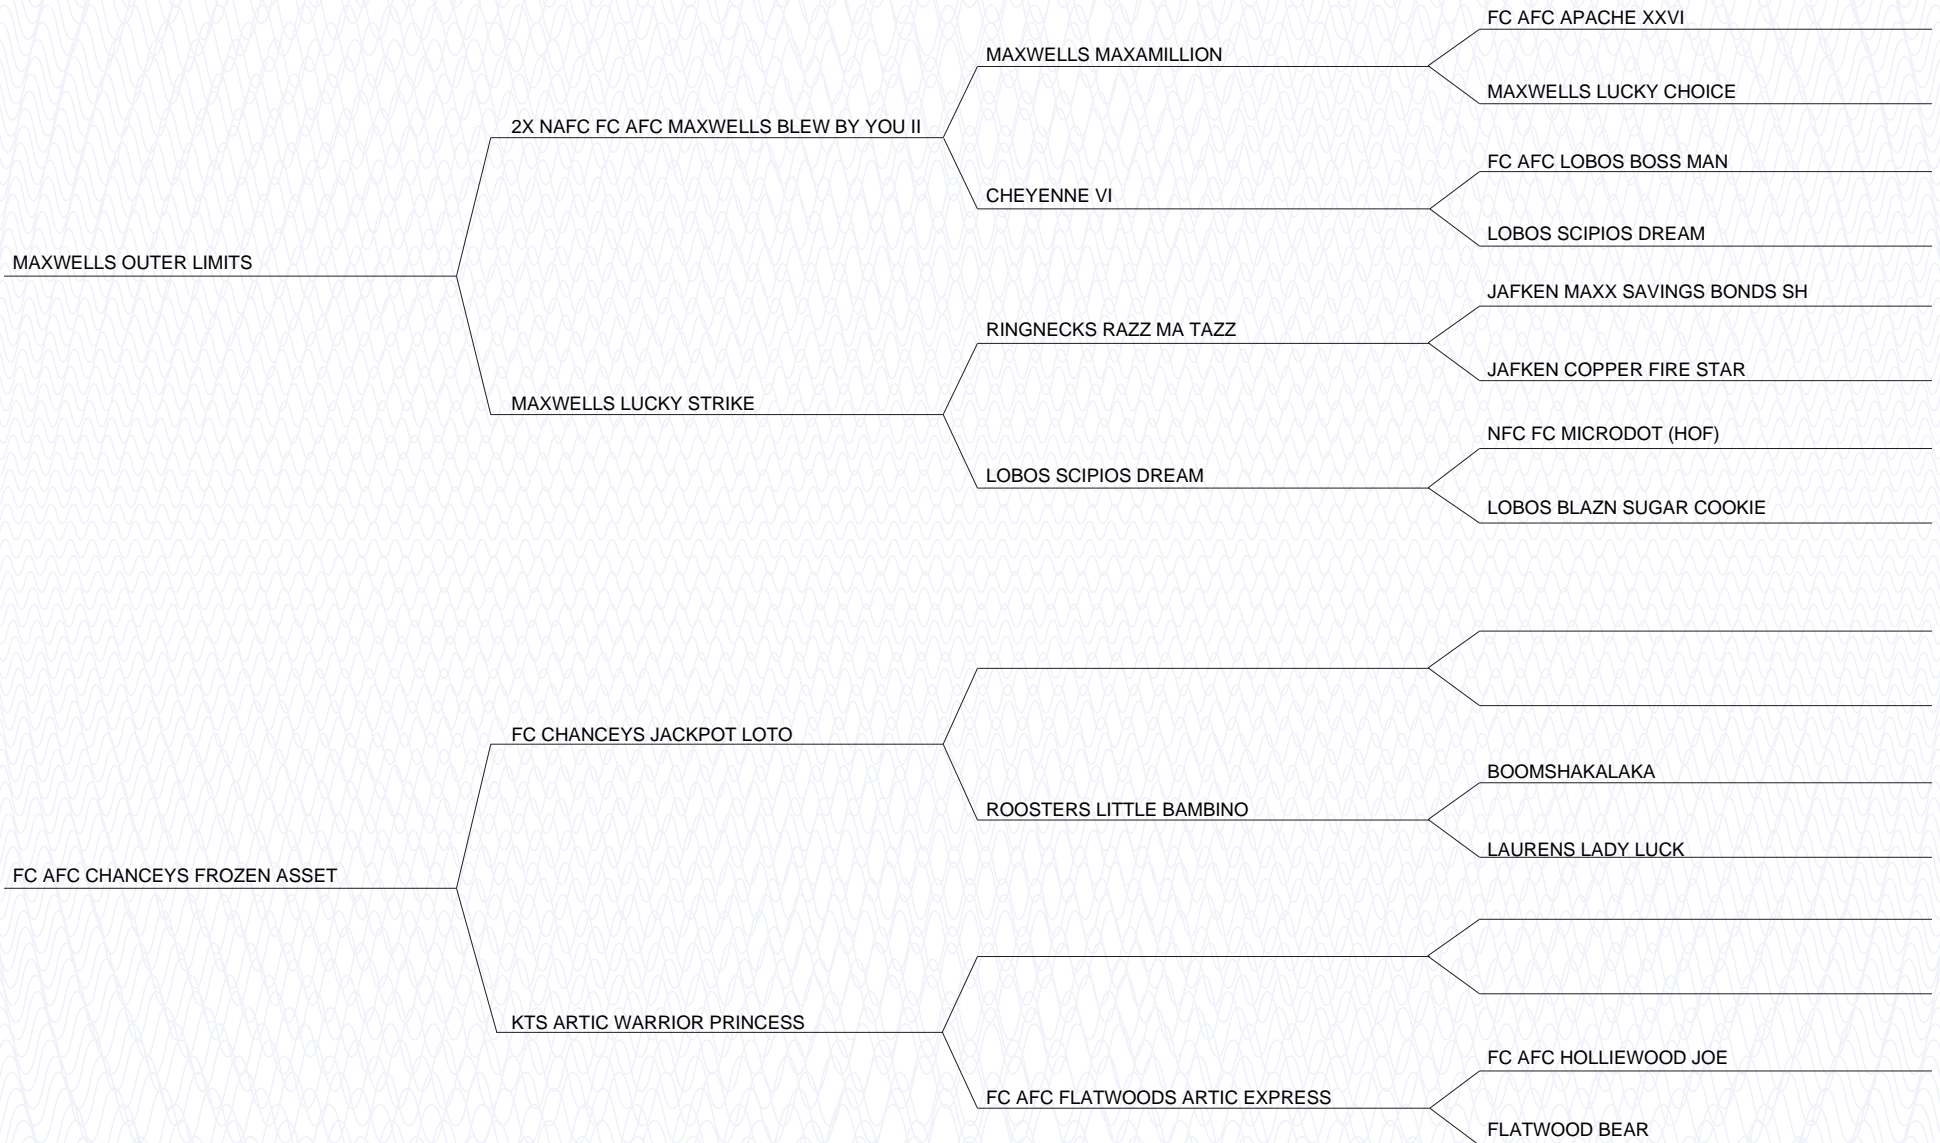 FC AFC APACHE XXVI
MAXWELLS MAXAMILLION
MAXWELLS LUCKY CHOICE
2X NAFC FC AFC MAXWELLS BLEW BY YOU II
FC AFC LOBOS BOSS MAN
CHEYENNE VI
LOBOS SCIPIOS DREAM
MAXWELLS OUTER LIMITS
JAFKEN MAXX SAVINGS BONDS SH
RINGNECKS RAZZ MA TAZZ
JAFKEN COPPER FIRE STAR
MAXWELLS LUCKY STRIKE
NFC FC MICRODOT (HOF)
LOBOS SCIPIOS DREAM
LOBOS BLAZN SUGAR COOKIE
FC CHANCEYS JACKPOT LOTO
BOOMSHAKALAKA
ROOSTERS LITTLE BAMBINO
LAURENS LADY LUCK
FC AFC CHANCEYS FROZEN ASSET
KTS ARTIC WARRIOR PRINCESS
FC AFC HOLLIEWOOD JOE
FC AFC FLATWOODS ARTIC EXPRESS
FLATWOOD BEAR